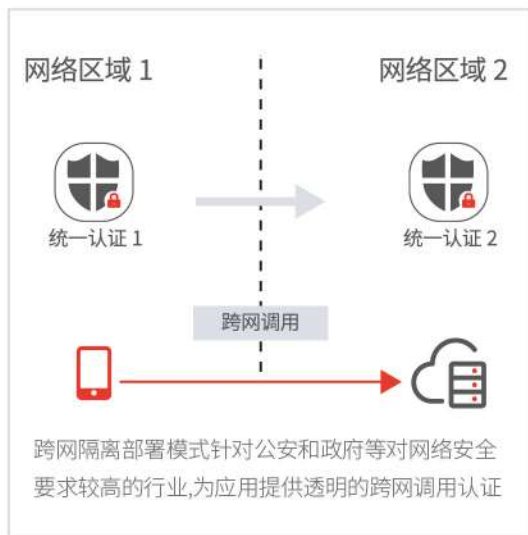 网络区域 1
网络区域 2
统一认证 1
统一认证 2
跨网调用
跨网隔离部署模式针对公安和政府等对网络安全
要求较高的行业,为应用提供透明的跨网调用认证